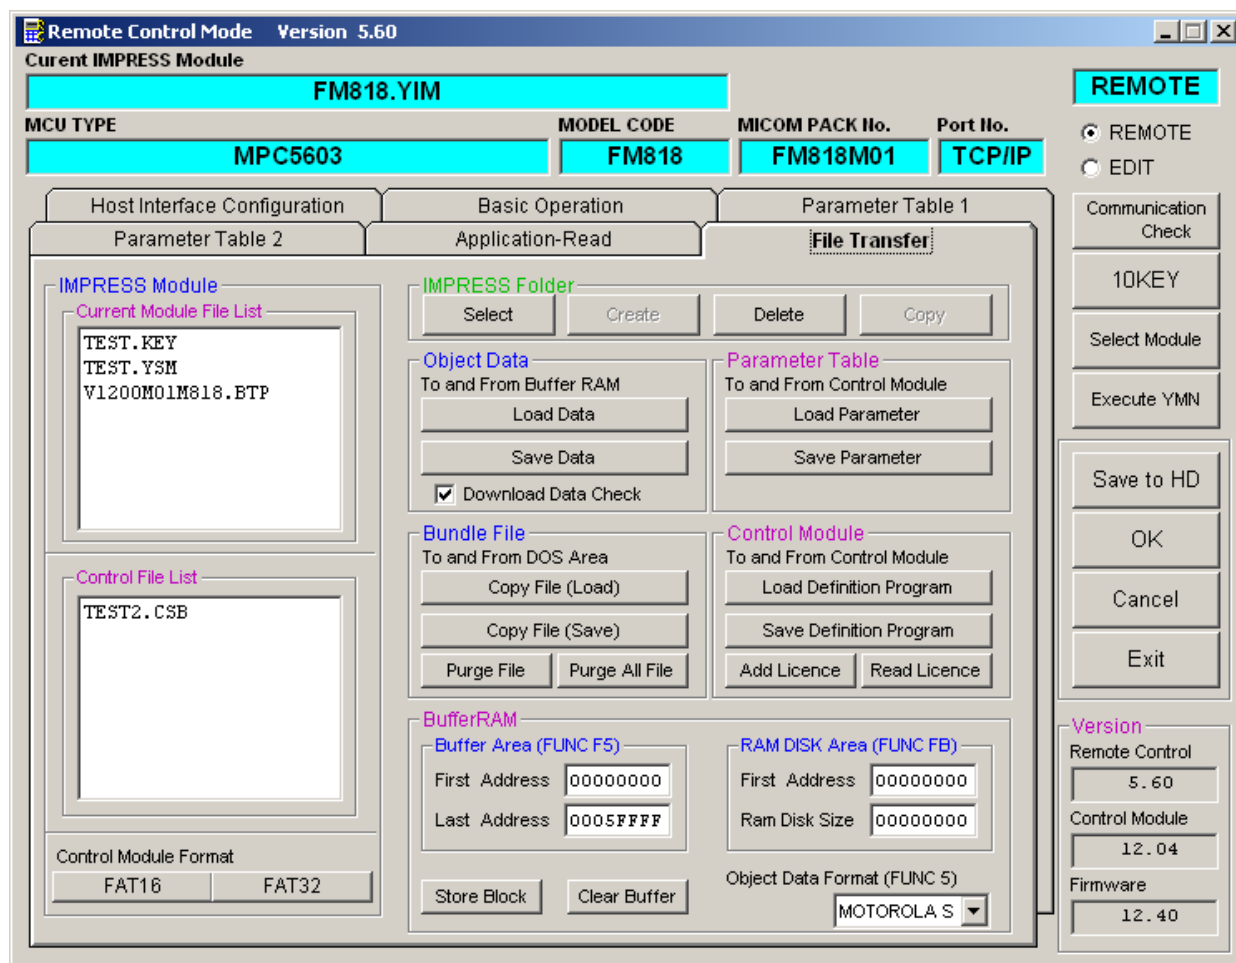 Remote Control Mode Version 5.60
Curent IMPRESS Module
FM818.YIM
REMOTE
MCU TYPE
MODEL CODE
MICOM PACK No.
Port No.
MPC5603
FM818
FM818M01
TCP/IP
REMOTE
EDIT
Host Interface Configuration
Basic Operation
Parameter Table 1
Parameter Table 2
Application-Read
File Transfer
IMPRESS Module
Current Module File List
TEST.KEY
TEST.YSM
V1200M01M818.BTP
Control File List
TEST2.CSB
Control Module Format
FAT16
FAT32
IMPRESS Folder
Select
Create
Delete
Copy
Object Data
To and From Buffer RAM
Load Data
Save Data
Download Data Check
Parameter Table
To and From Control Module
Load Parameter
Save Parameter
Bundle File
To and From DOS Area
Copy File (Load)
Copy File (Save)
Purge File
Purge All File
Control Module
To and From Control Module
Load Definition Program
Save Definition Program
Add Licence
Read Licence
BufferRAM
Buffer Area (FUNC F5)
First Address
00000000
Last Address
0005FFFF
RAM DISK Area (FUNC FB)
First Address
00000000
Ram Disk Size
00000000
Store Block
Clear Buffer
Object Data Format (FUNC 5)
MOTOROLA S
Communication
Check
10KEY
Select Module
Execute YMN
Save to HD
OK
Cancel
Exit
Version
Remote Control
5.60
Control Module
12.04
Firmware
12.40